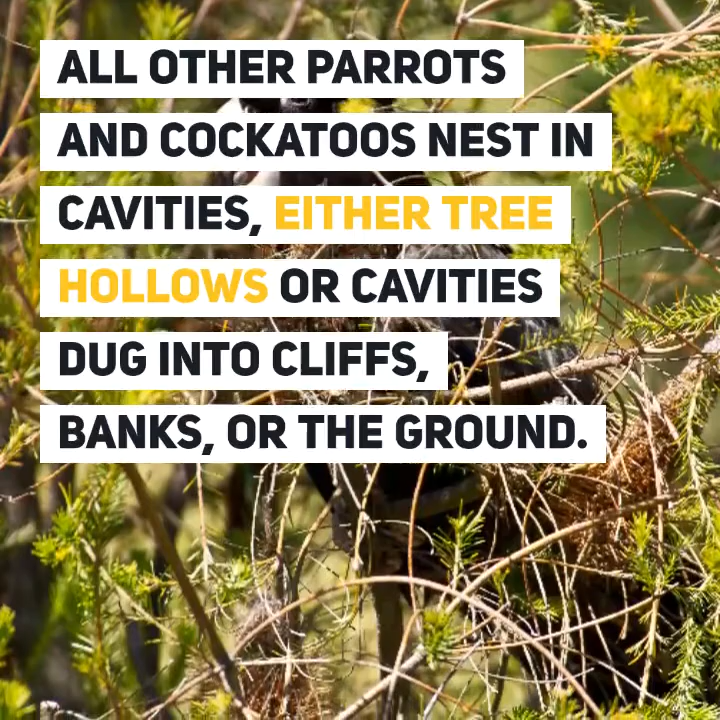 ALL OTHER PARROTS
AND COCKATOOS NEST IN
CAVITIES, EITHER TREE
HOLLOWS OR CAVITIES
DUG INTO CLIFFS,
BANKS, OR THE GROUND.